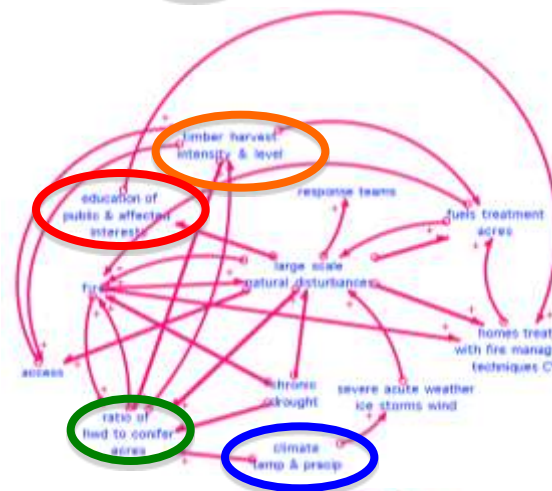 timber harvest
intensity & level
education of
public & affected
interests
response teams
fuels treatment
acres
large scale
natural disturbances
fire
homes treat
with fire manag
techniques C
access
chronic
drought
severe acute weather
ice storms wind
ratio of
hwd to conifer
acres
climate
temp & precip